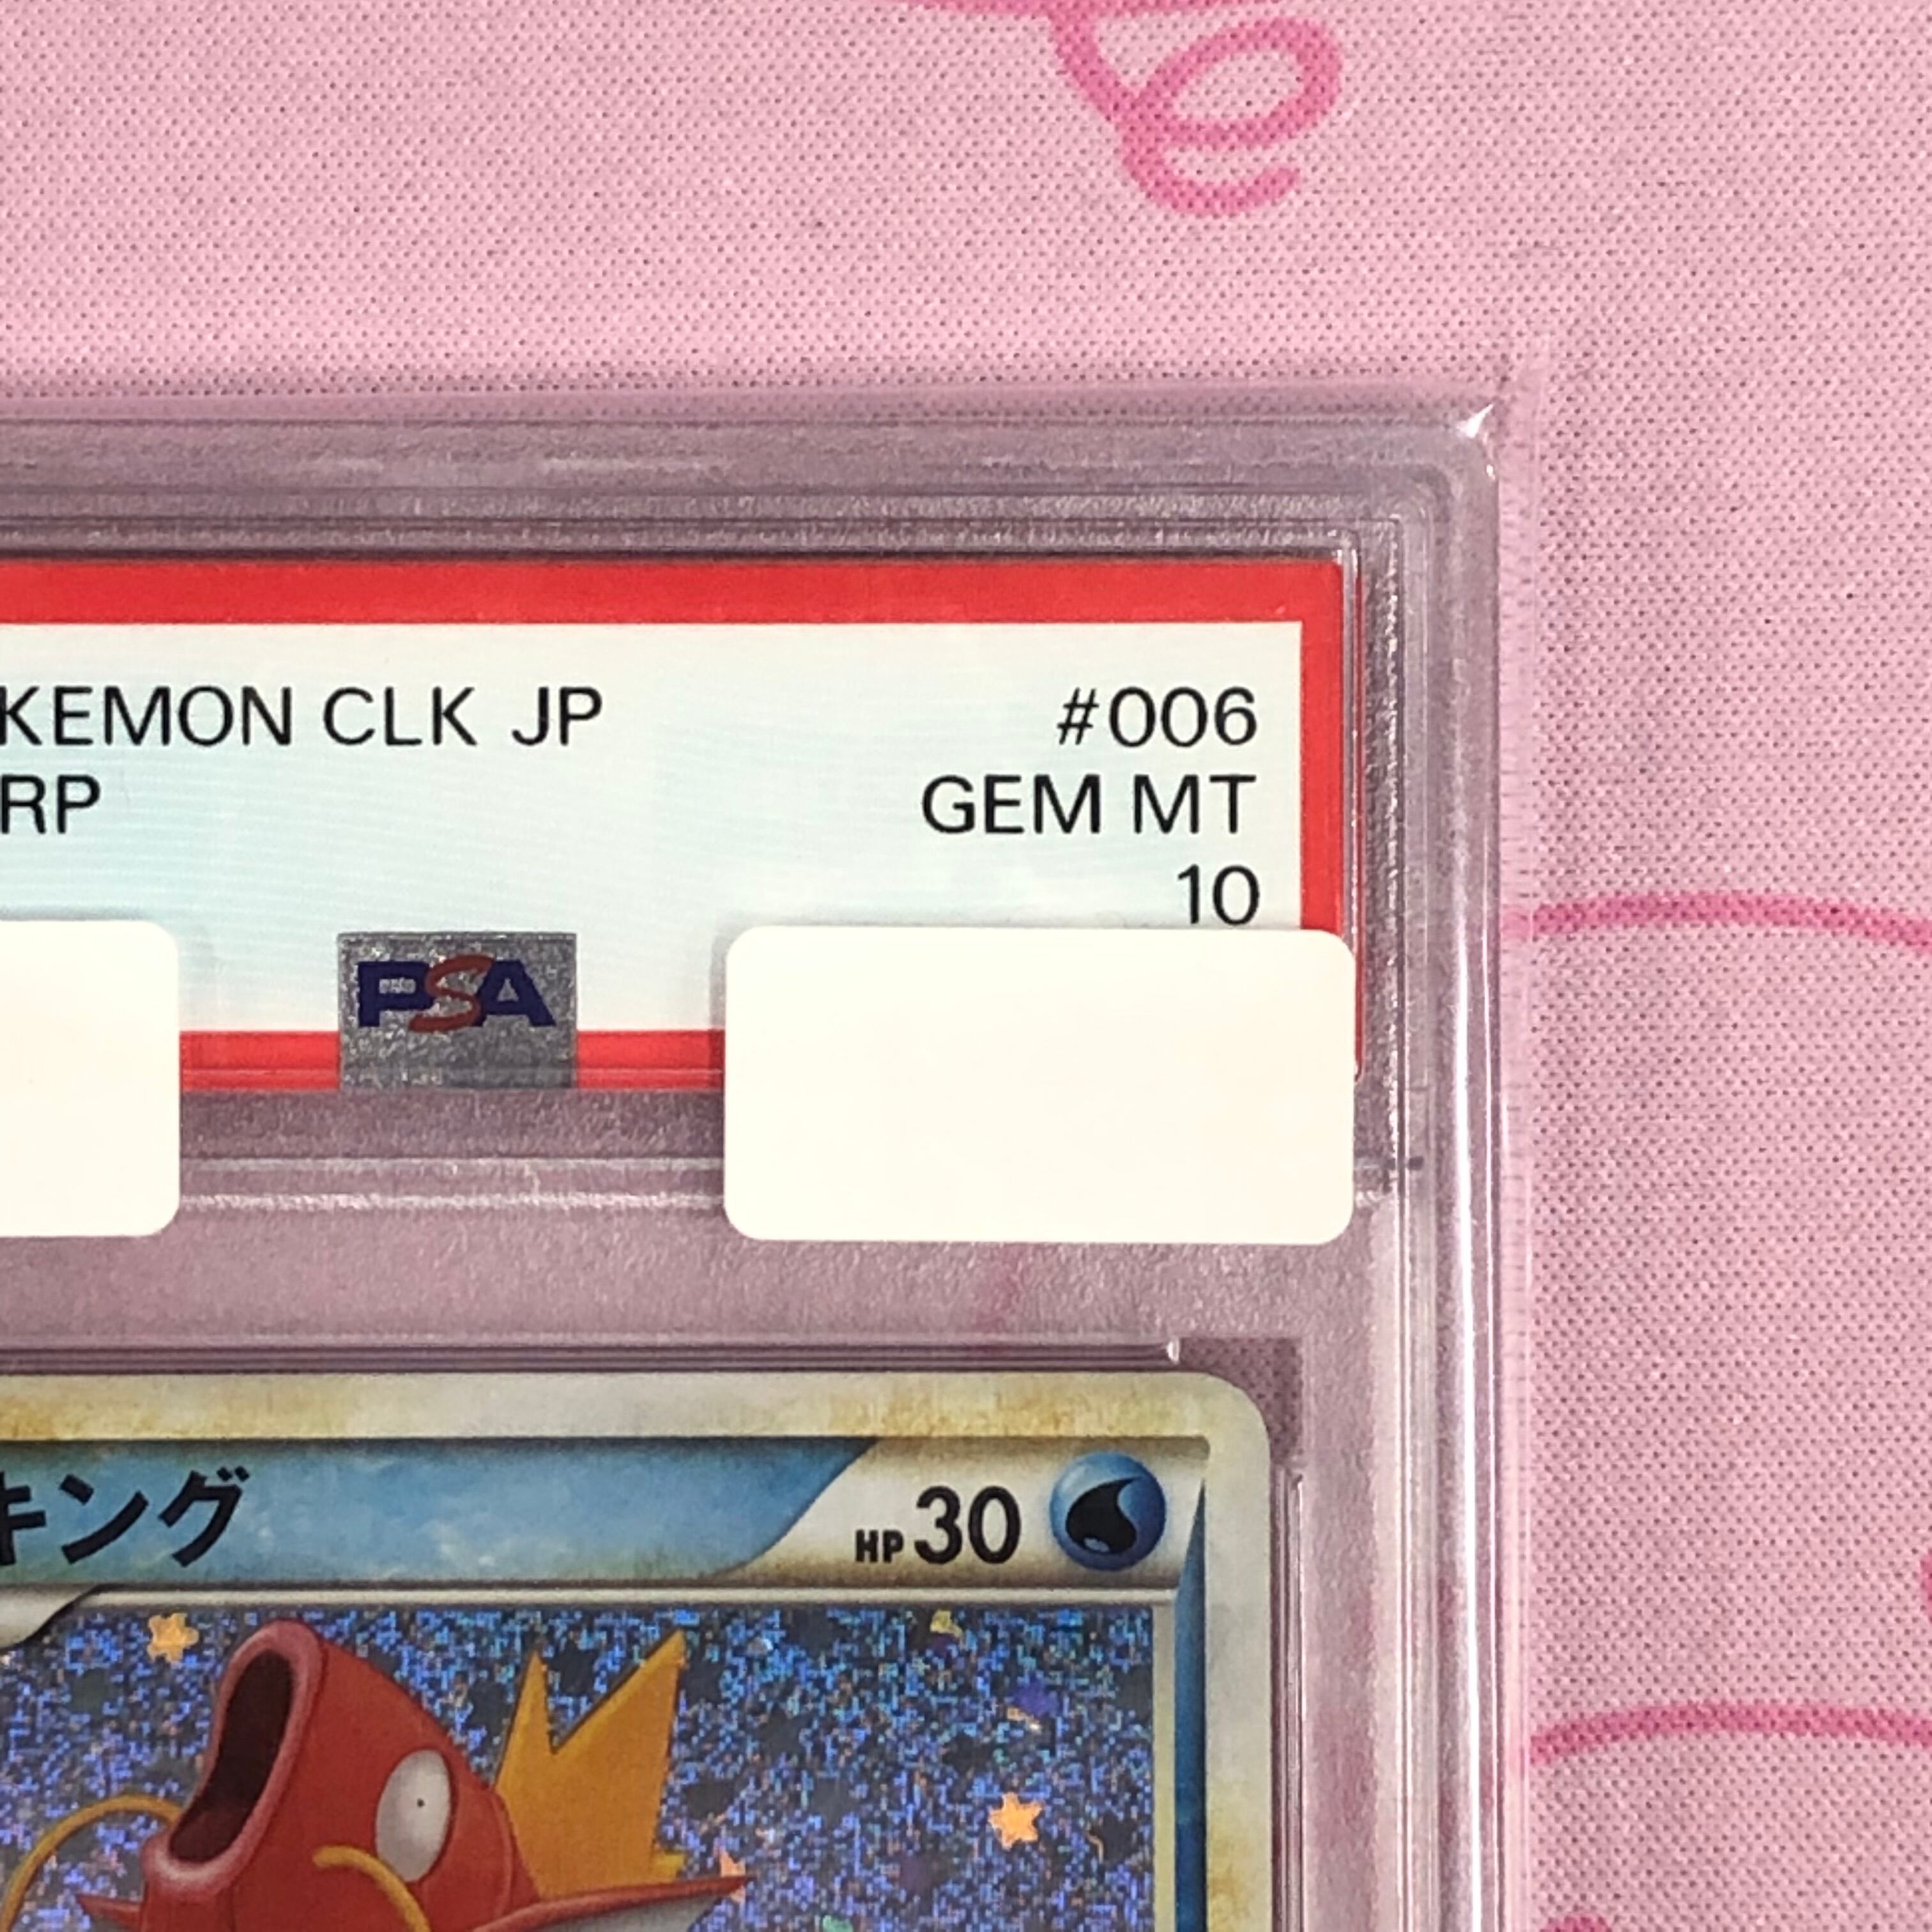 KEMON CLK JP #006
RP GEM MT
10
PSA
キング HP 30